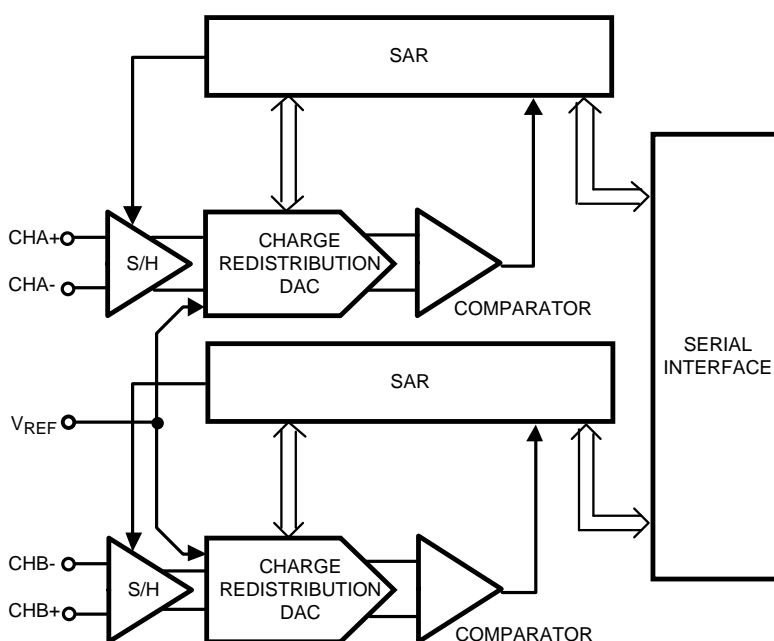 SAR
CHA+
CHA-
S/H
CHARGE
REDISTRIBUTION
DAC
COMPARATOR
SERIAL
INTERFACE
SAR
VREF
CHB-
CHB+
S/H
CHARGE
REDISTRIBUTION
DAC
COMPARATOR